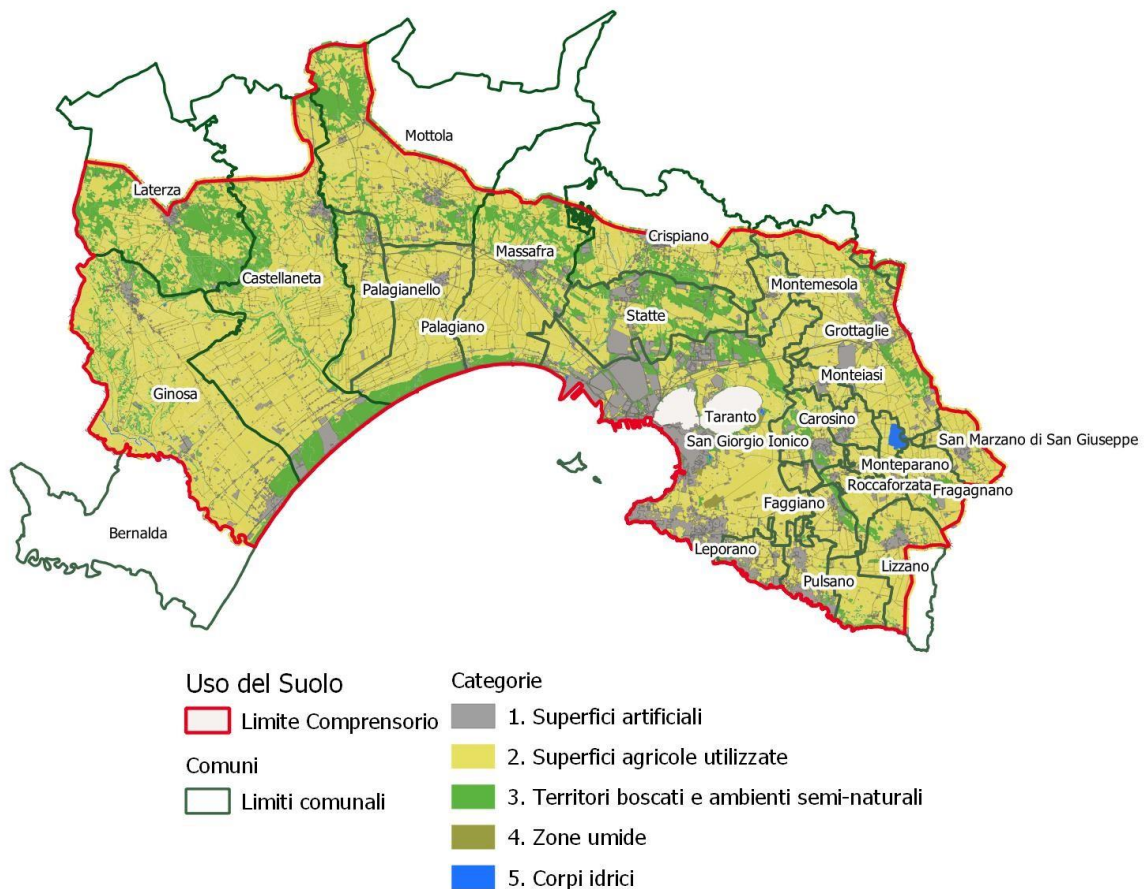 Mottola
Laterza
Crispiano
Massafra
Castellaneta
Montemesola
Palagianello
Statte
Palagiano
Grottaglie
Monteiasi
Ginosa
Taranto
Carosino
San Giorgio Ionico
San Marzano di San Giuseppe
Monteparano
Roccaforzata
Fragagnano
Faggiano
Bernalda
Leporano
Lizzano
Pulsano
Uso del Suolo
Limite Comprensorio
Comuni
Limiti comunali
Categorie
1. Superfici artificiali
2. Superfici agricole utilizzate
3. Territori boscati e ambienti semi-naturali
4. Zone umide
5. Corpi idrici